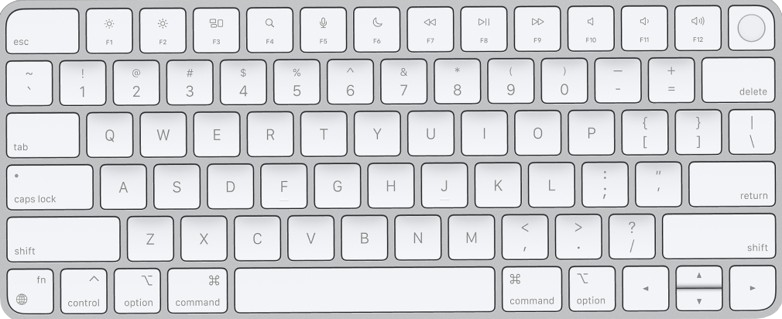 esc F1 F2 F3 F4 F5 F6 F7 F8 F9 F10 F11 F12
~ ! @ # $ % ^ & * ( ) — +
` 1 2 3 4 5 6 7 8 9 0 - = delete
tab Q W E R T Y U I O P { [ } ] | \
caps lock A S D F G H J K L : ; " ' return
shift Z X C V B N M < , > . ? / shift
fn control option command command option